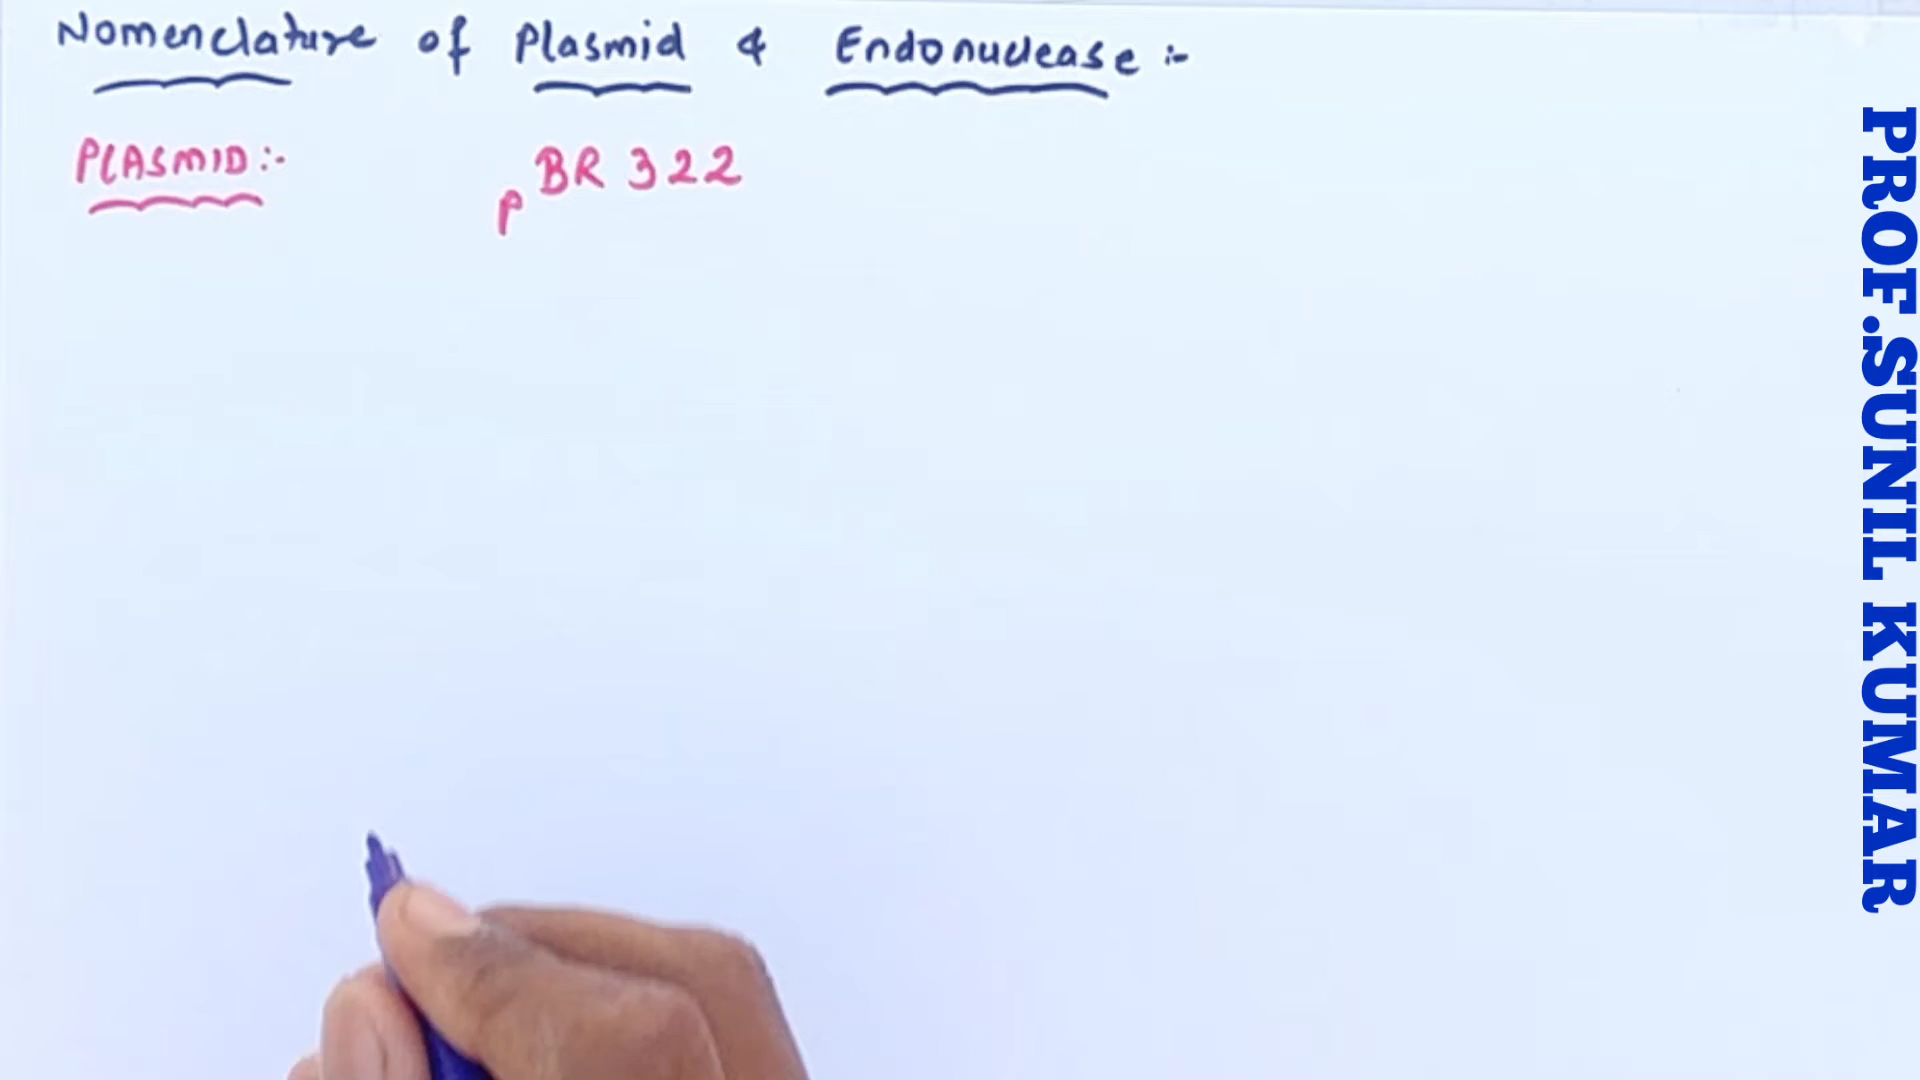 Nomenclature of Plasmid & Endonuclease :-
PLASMID :- pBR 322
PROF.SUNIL KUMAR